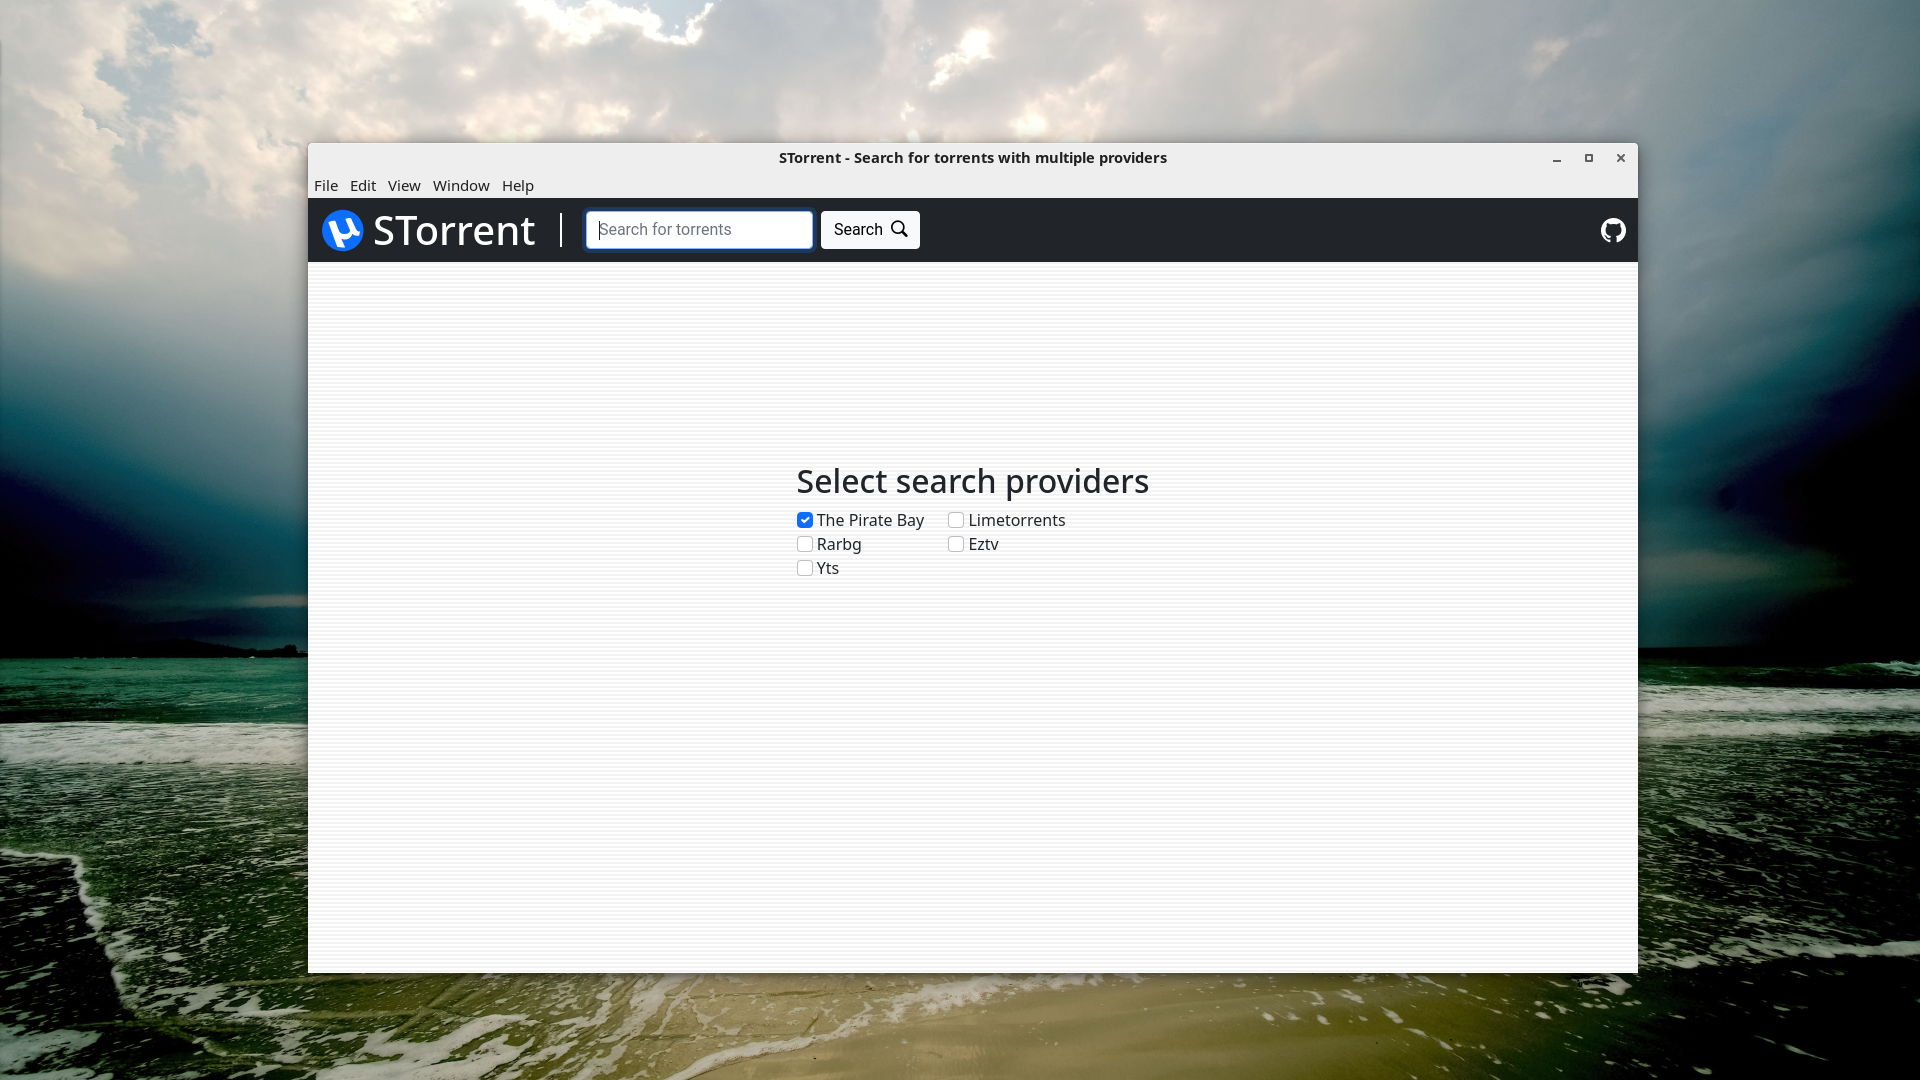 STorrent - Search for torrents with multiple providers
File Edit View Window Help
STorrent
Search for torrents
Search
Select search providers
The Pirate Bay Limetorrents
Rarbg Eztv
Yts